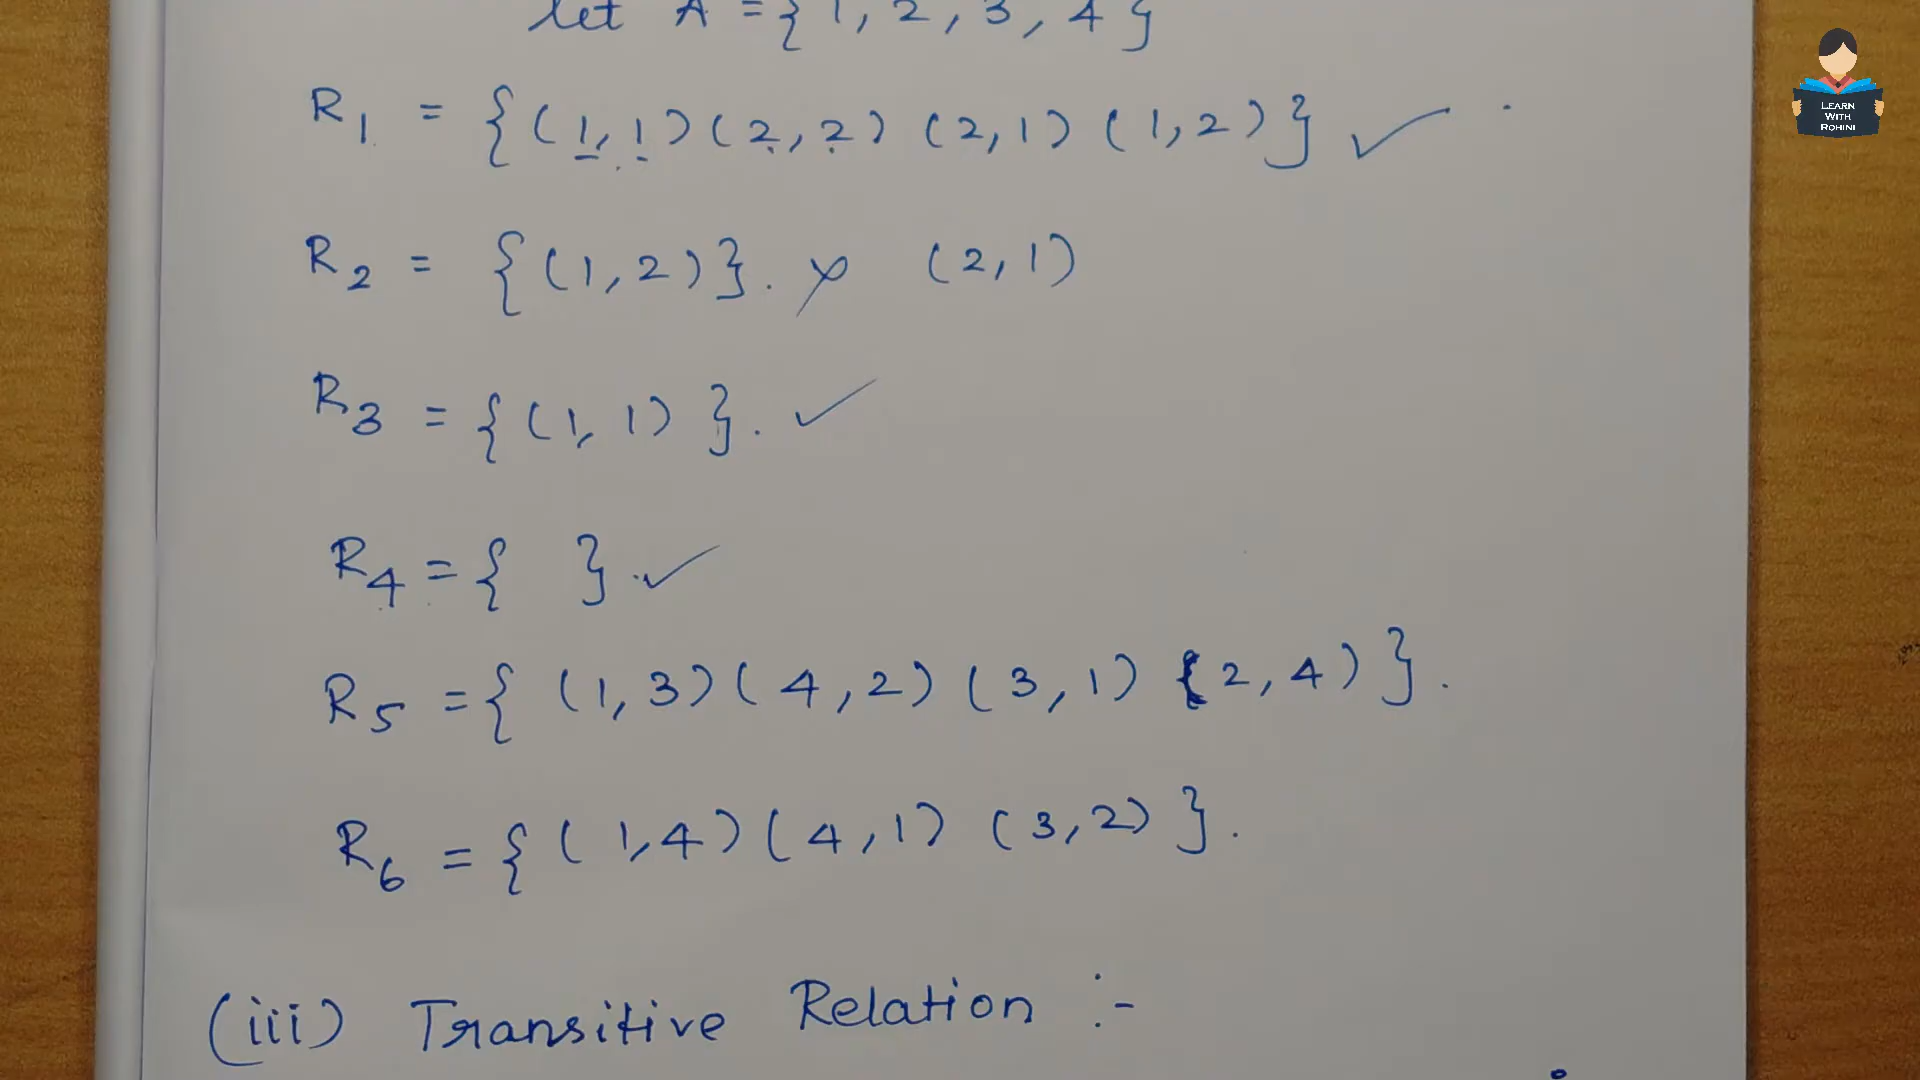 let A = {1, 2, 3, 4}
R1 = {(1,1)(2,2)(2,1)(1,2)} ✓
R2 = {(1,2)}. × (2,1)
R3 = {(1,1)}. ✓
R4 = { }. ✓
R5 = {(1,3)(4,2)(3,1)(2,4)}.
R6 = {(1,4)(4,1)(3,2)}.
(iii) Transitive Relation :-
LEARN
WITH
ROHINI